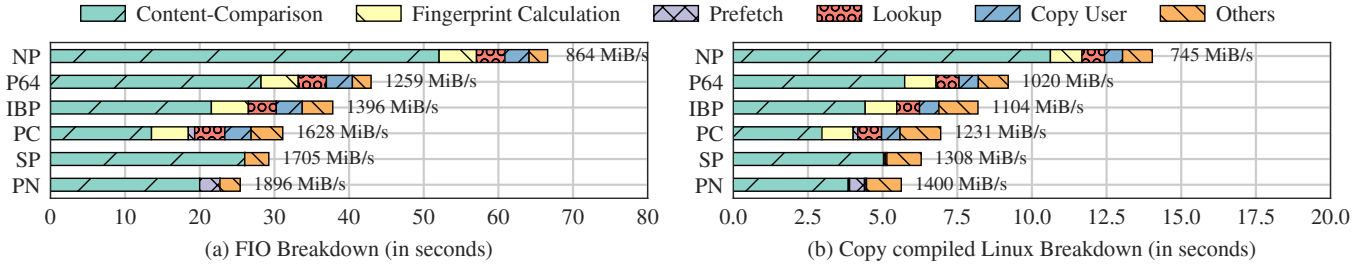 Content-Comparison Fingerprint Calculation Prefetch Lookup Copy User Others
NP 864 MiB/s
P64 1259 MiB/s
IBP 1396 MiB/s
PC 1628 MiB/s
SP 1705 MiB/s
PN 1896 MiB/s
0 10 20 30 40 50 60 70 80
(a) FIO Breakdown (in seconds)
NP 745 MiB/s
P64 1020 MiB/s
IBP 1104 MiB/s
PC 1231 MiB/s
SP 1308 MiB/s
PN 1400 MiB/s
0.0 2.5 5.0 7.5 10.0 12.5 15.0 17.5 20.0
(b) Copy compiled Linux Breakdown (in seconds)